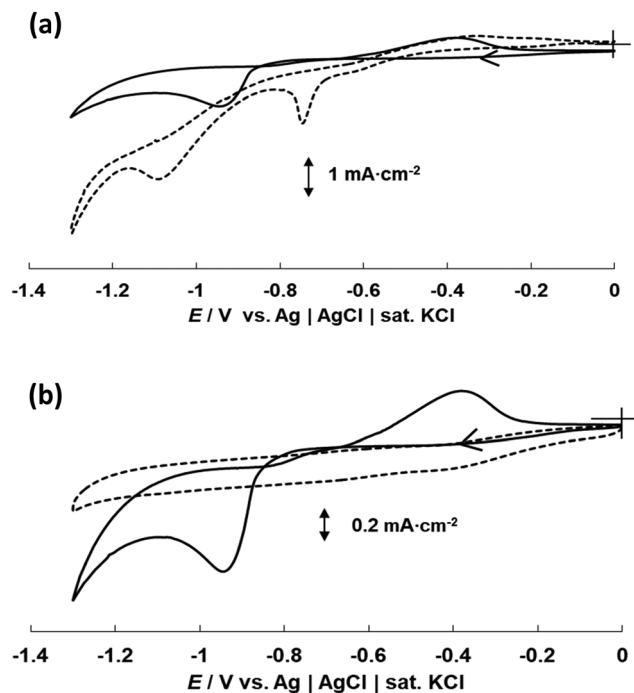 (a)
1 mA·cm-2
-1.4 -1.2 -1 -0.8 -0.6 -0.4 -0.2 0
E / V vs. Ag | AgCl | sat. KCl
(b)
0.2 mA·cm-2
-1.4 -1.2 -1 -0.8 -0.6 -0.4 -0.2 0
E / V vs. Ag | AgCl | sat. KCl